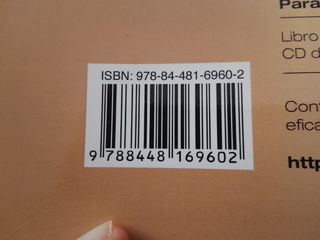 Para
Libro
CD d
ISBN: 978-84-481-6960-2
9 788448 169602
Cont
efica
http